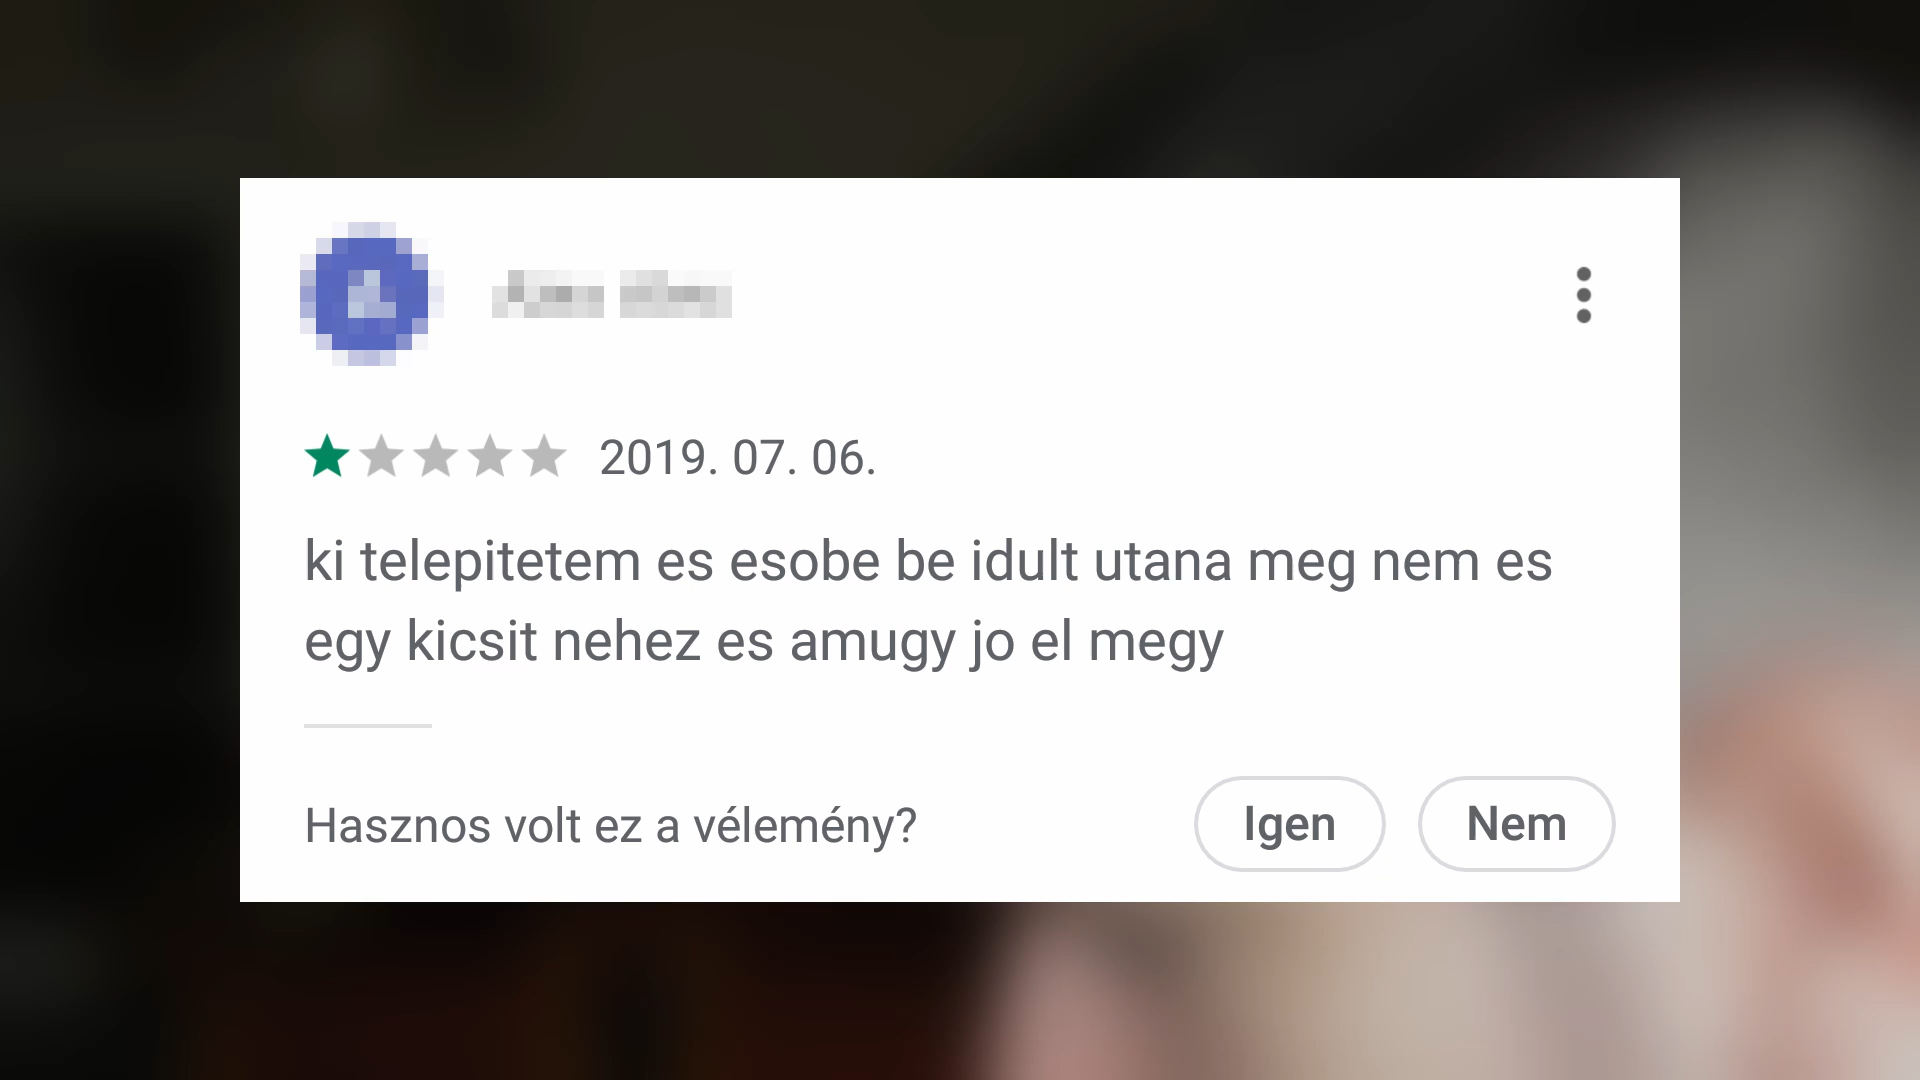 2019. 07. 06.
ki telepitetem es esobe be idult utana meg nem es
egy kicsit nehez es amugy jo el megy
Hasznos volt ez a vélemény?
Igen
Nem